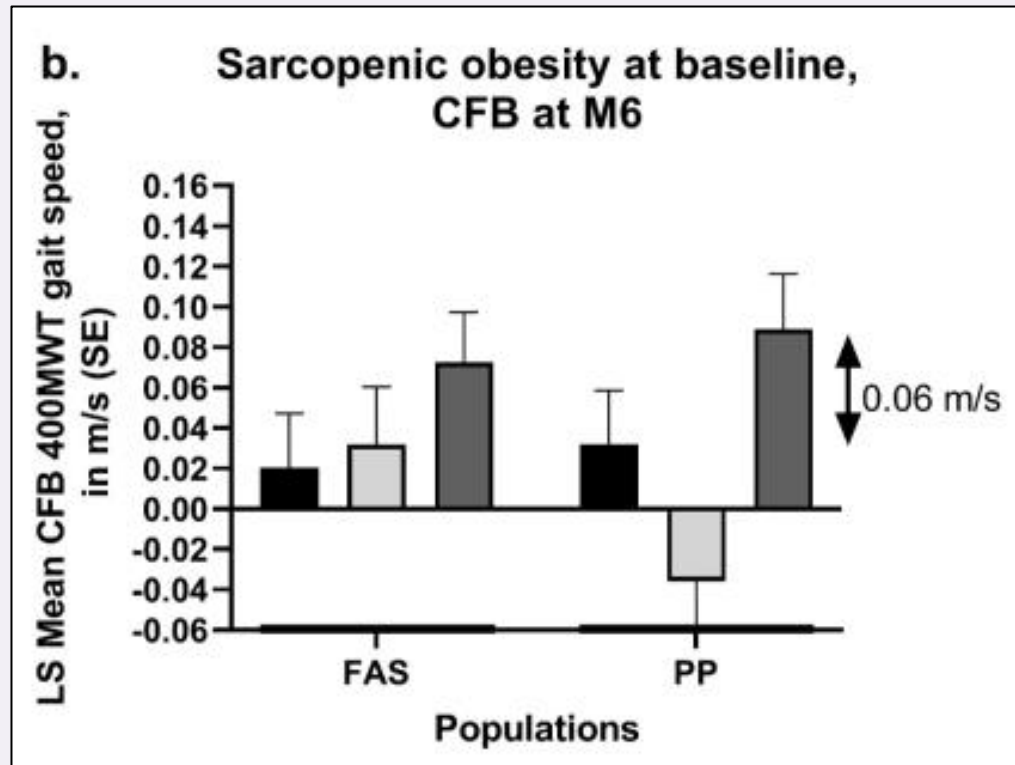 b.
Sarcopenic obesity at baseline,
CFB at M6
LS Mean CFB 400MWT gait speed,
in m/s (SE)
0.16
0.14
0.12
0.10
0.08
0.06
0.04
0.02
0.00
-0.02
-0.04
-0.06
0.06 m/s
FAS
PP
Populations